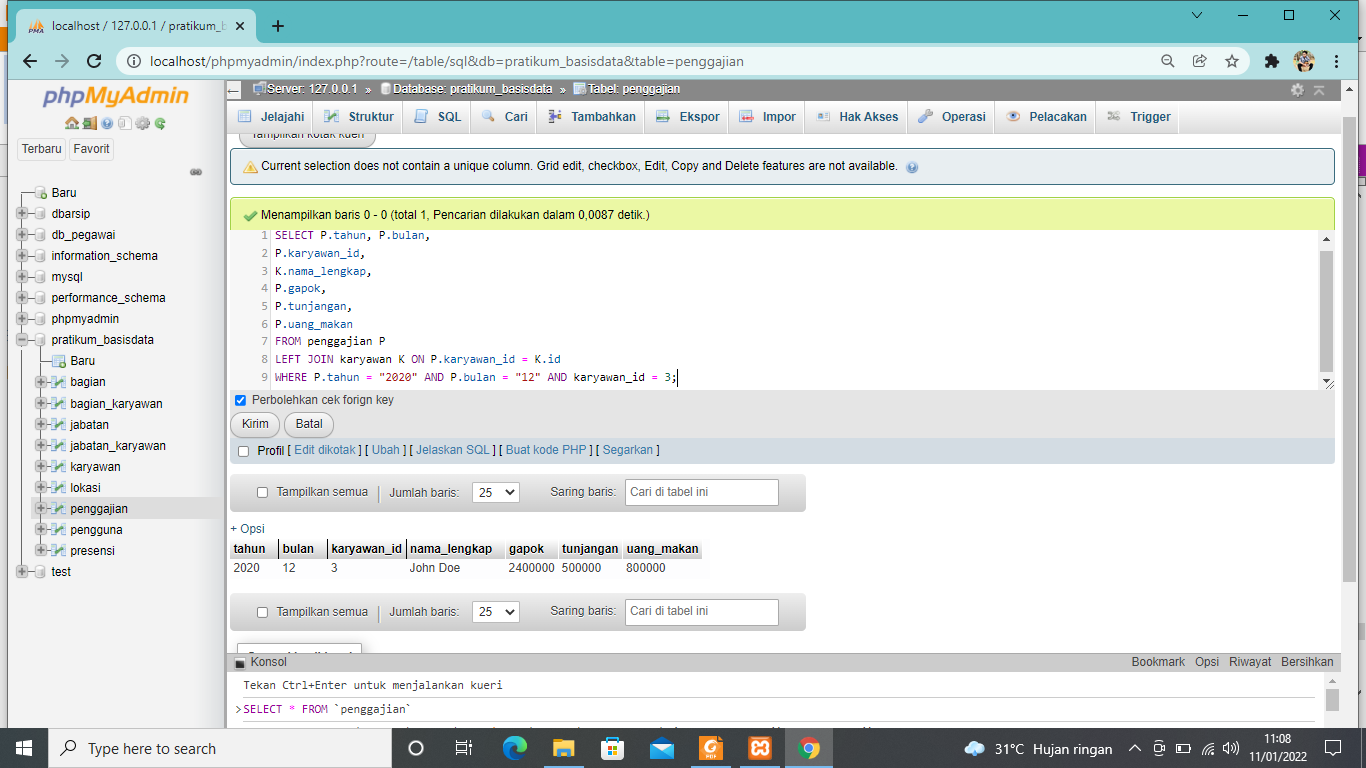 localhost / 127.0.0.1 / pratikum_b
localhost/phpmyadmin/index.php?route=/table/sql&db=pratikum_basisdata&table=penggajian
phpMyAdmin
Terbaru Favorit
Baru
dbarsip
db_pegawai
information_schema
mysql
performance_schema
phpmyadmin
pratikum_basisdata
Baru
bagian
bagian_karyawan
jabatan
jabatan_karyawan
karyawan
lokasi
penggajian
pengguna
presensi
test
Server: 127.0.0.1 » Database: pratikum_basisdata » Tabel: penggajian
Jelajahi Struktur SQL Cari Tambahkan Ekspor Impor Hak Akses Operasi Pelacakan Trigger
Tampilkan kotak kueri
Current selection does not contain a unique column. Grid edit, checkbox, Edit, Copy and Delete features are not available.
Menampilkan baris 0 - 0 (total 1, Pencarian dilakukan dalam 0,0087 detik.)
1 SELECT P.tahun, P.bulan,
2 P.karyawan_id,
3 K.nama_lengkap,
4 P.gapok,
5 P.tunjangan,
6 P.uang_makan
7 FROM penggajian P
8 LEFT JOIN karyawan K ON P.karyawan_id = K.id
9 WHERE P.tahun = "2020" AND P.bulan = "12" AND karyawan_id = 3;
Perbolehkan cek forign key
Kirim Batal
Profil [ Edit dikotak ] [ Ubah ] [ Jelaskan SQL ] [ Buat kode PHP ] [ Segarkan ]
Tampilkan semua | Jumlah baris: 25 Saring baris: Cari di tabel ini
+ Opsi
tahun bulan karyawan_id nama_lengkap gapok tunjangan uang_makan
2020 12 3 John Doe 2400000 500000 800000
Tampilkan semua | Jumlah baris: 25 Saring baris: Cari di tabel ini
Konsol Bookmark Opsi Riwayat Bersihkan
Tekan Ctrl+Enter untuk menjalankan kueri
>SELECT * FROM `penggajian`
Type here to search
31°C Hujan ringan
11:08
11/01/2022